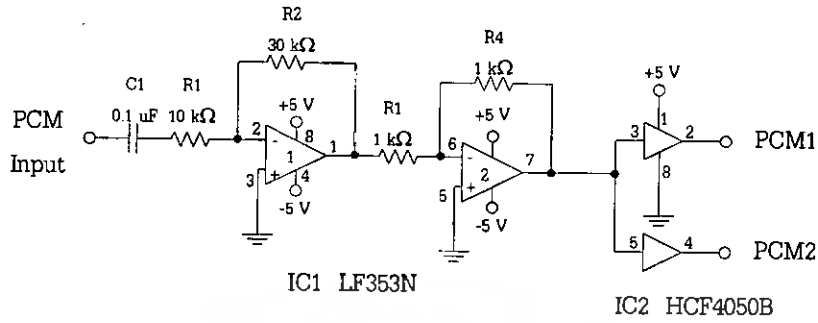 R2
30 kΩ
R4
1 kΩ
C1
0.1 uF
R1
10 kΩ
+5 V
+5 V
+5 V
PCM
Input
2
8
1
1
3
+
-
4
-5 V
R1
1 kΩ
6
-
2
7
5
+
-5 V
3
1
2
8
PCM1
5
4
PCM2
IC1 LF353N
IC2 HCF4050B